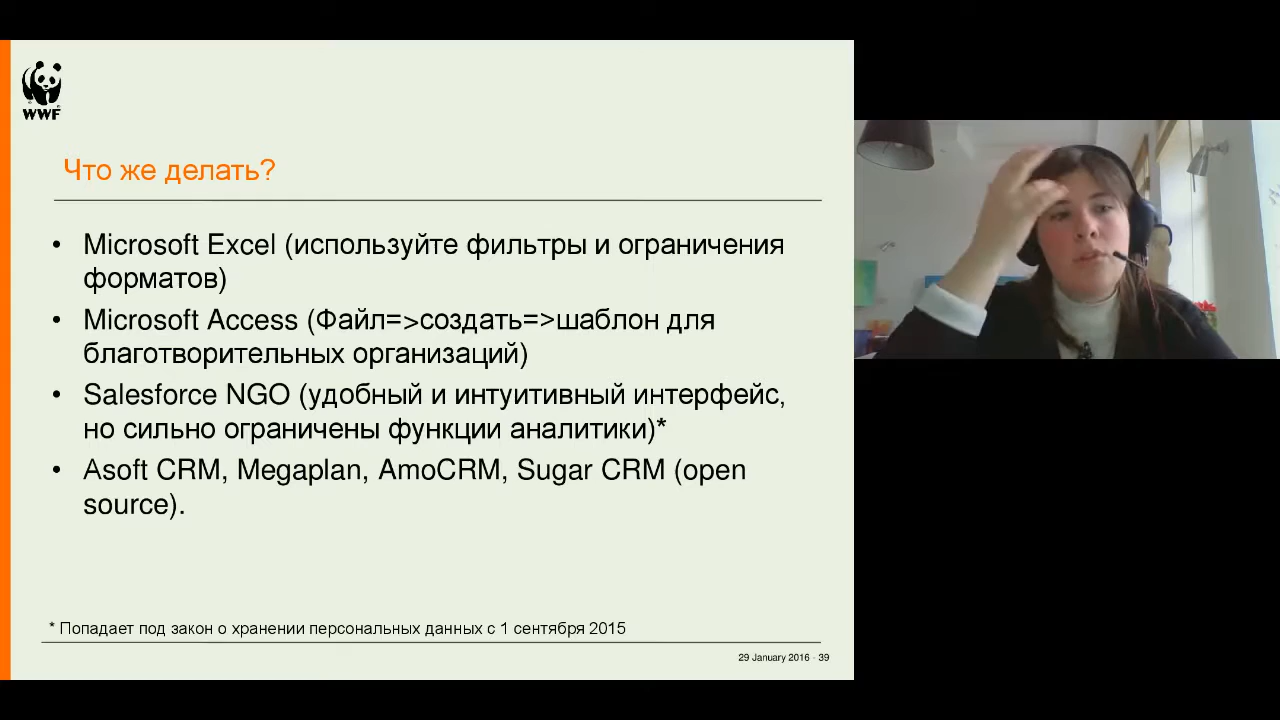 WWF
Что же делать?
• Microsoft Excel (используйте фильтры и ограничения
форматов)
• Microsoft Access (Файл=>создать=>шаблон для
благотворительных организаций)
• Salesforce NGO (удобный и интуитивный интерфейс,
но сильно ограничены функции аналитики)*
• Asoft CRM, Megaplan, AmoCRM, Sugar CRM (open
source).
* Попадает под закон о хранении персональных данных с 1 сентября 2015
29 January 2016 - 39